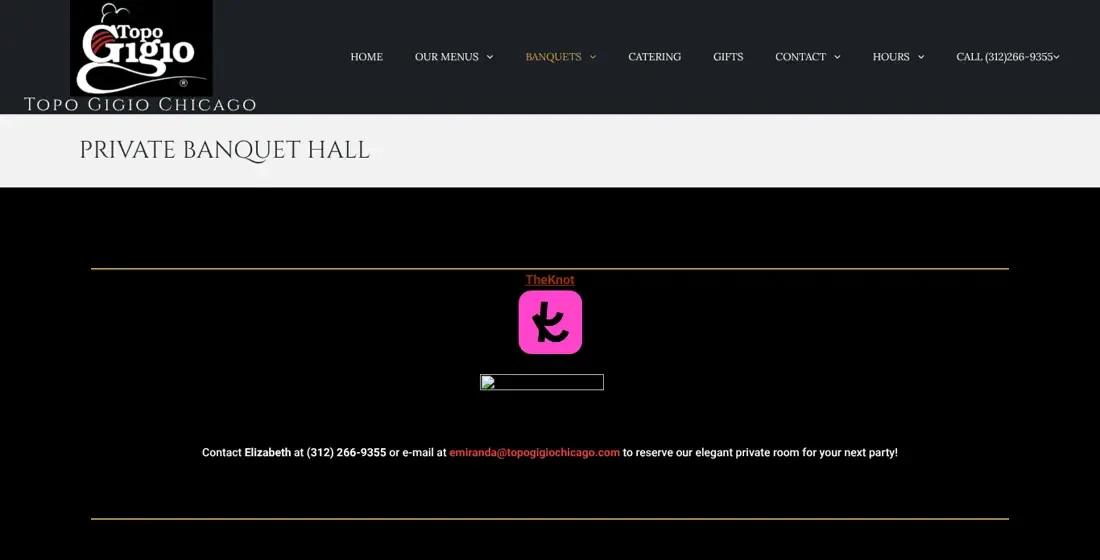 Topo
Gigio
®
Topo Gigio Chicago
HOME OUR MENUS BANQUETS CATERING GIFTS CONTACT HOURS CALL (312)266-9355
PRIVATE BANQUET HALL
TheKnot
k
Contact Elizabeth at (312) 266-9355 or e-mail at emiranda@topogigiochicago.com to reserve our elegant private room for your next party!